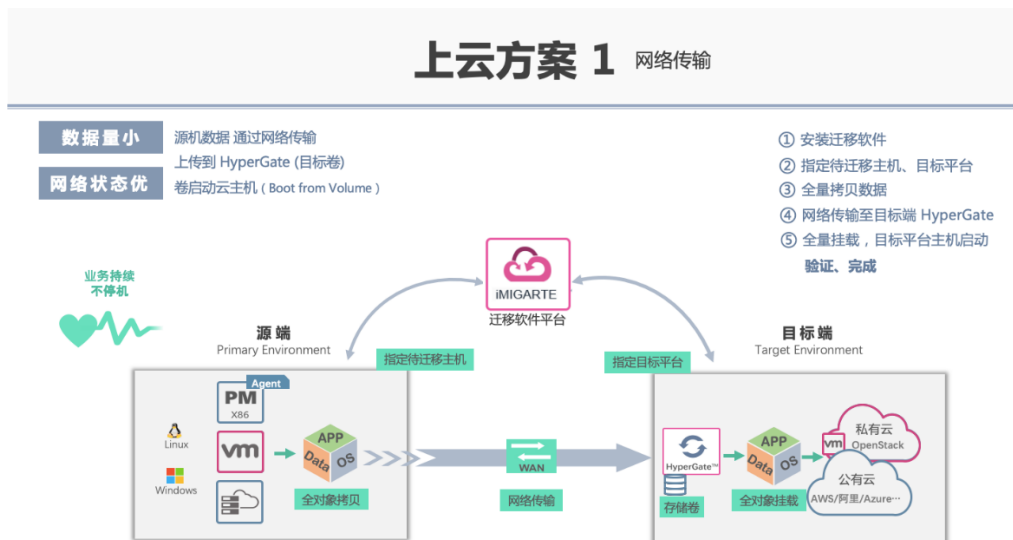 上云方案 1 网络传输
数据量小
网络状态优
源机数据 通过网络传输
上传到 HyperGate (目标卷)
卷启动云主机 ( Boot from Volume )
① 安装迁移软件
② 指定待迁移主机、目标平台
③ 全量拷贝数据
④ 网络传输至目标端 HyperGate
⑤ 全量挂载，目标平台主机启动
验证、完成
业务持续
不停机
iMIGARTE
迁移软件平台
源端
Primary Environment
指定待迁移主机
指定目标平台
目标端
Target Environment
Agent
PM
X86
Linux
Windows
vm
APP
Data
OS
全对象拷贝
WAN
网络传输
HyperGate™
存储卷
APP
Data
OS
全对象挂载
vm
私有云
OpenStack
公有云
AWS/阿里/Azure···